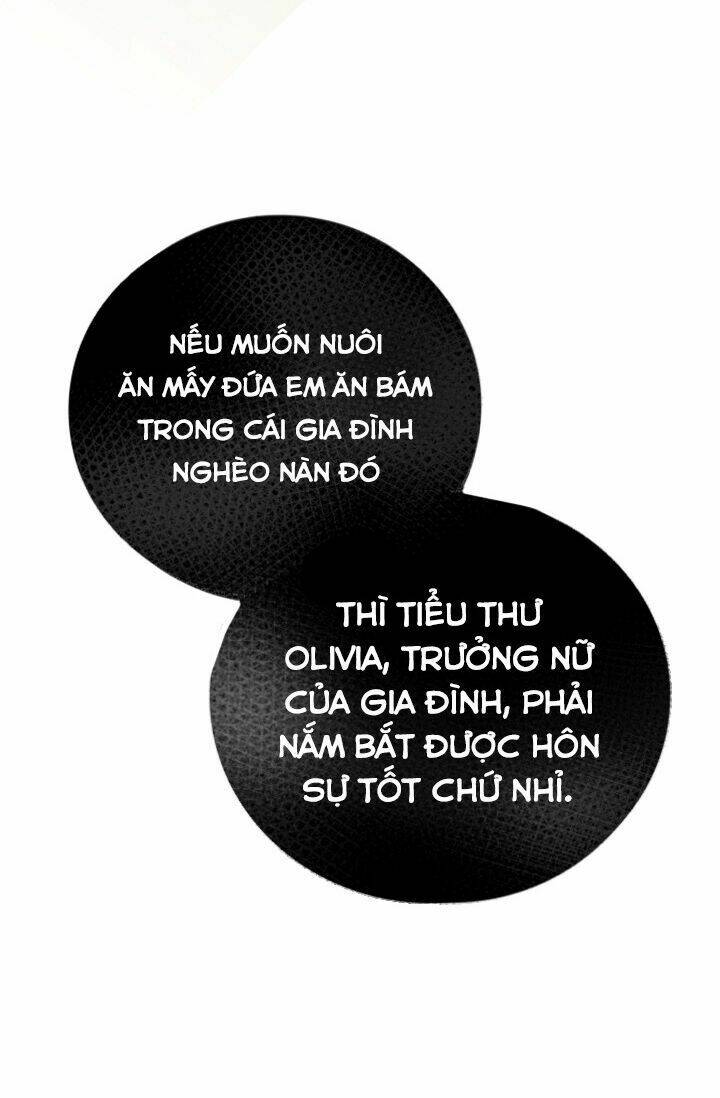 NẾU MUỐN NUÔI
ĂN MẤY ĐỨA EM ĂN BÁM
TRONG CÁI GIA ĐÌNH
NGHÈO NÀN ĐÓ
THÌ TIỂU THƯ
OLIVIA, TRƯỞNG NỮ
CỦA GIA ĐÌNH, PHẢI
NẮM BẮT ĐƯỢC HÔN
SỰ TỐT CHỨ NHỈ.